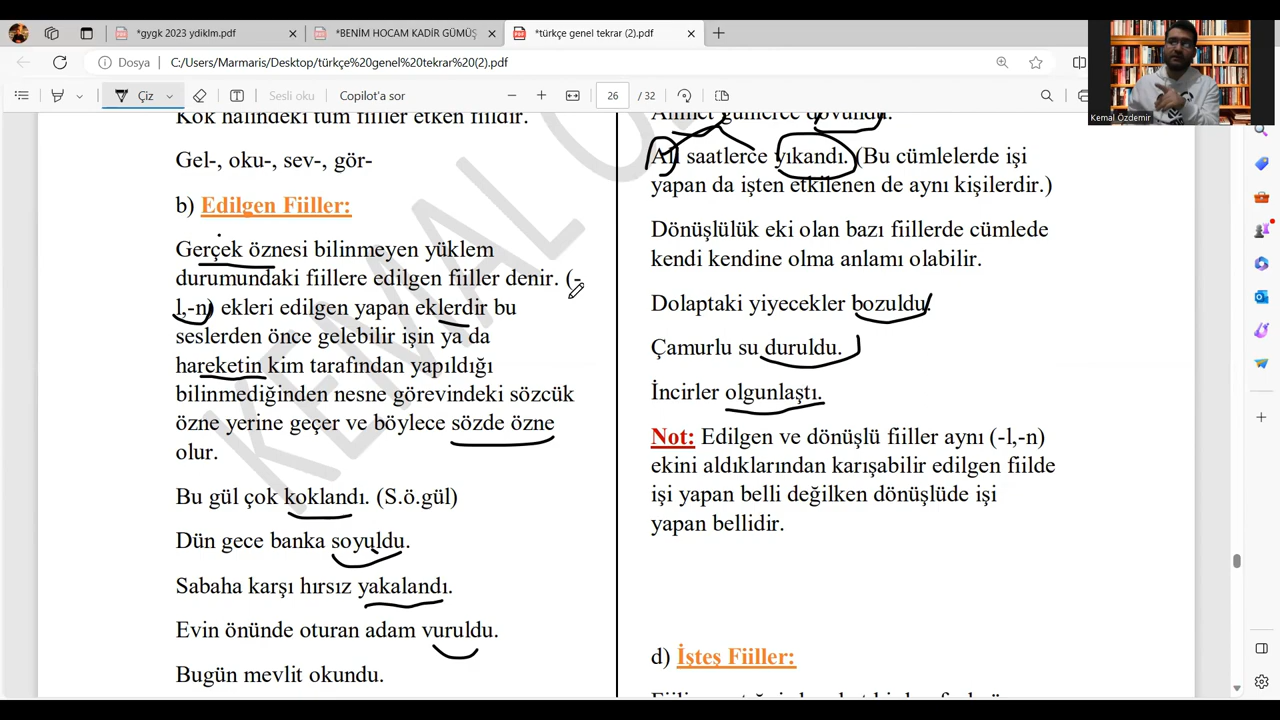 *gygk 2023 ydiklm.pdf
*BENİM HOCAM KADİR GÜMÜŞ
*türkçe genel tekrar (2).pdf
Dosya
C:/Users/Marmaris/Desktop/türkçe%20genel%20tekrar%20(2).pdf
Çiz
Sesli oku
Copilot'a sor
26 / 32
Kemal Özdemir
KEMAL
Kök halindeki tüm fiiller etken fiildir.
Gel-, oku-, sev-, gör-
b) Edilgen Fiiller:
Gerçek öznesi bilinmeyen yüklem
durumundaki fiillere edilgen fiiller denir. (-
l,-n) ekleri edilgen yapan eklerdir bu
seslerden önce gelebilir işin ya da
hareketin kim tarafından yapıldığı
bilinmediğinden nesne görevindeki sözcük
özne yerine geçer ve böylece sözde özne
olur.
Bu gül çok koklandı. (S.ö.gül)
Dün gece banka soyuldu.
Sabaha karşı hırsız yakalandı.
Evin önünde oturan adam vuruldu.
Bugün mevlit okundu.
Ahmet günlerce dövündü.
Ali saatlerce yıkandı. (Bu cümlelerde işi
yapan da işten etkilenen de aynı kişilerdir.)
Dönüşlülük eki olan bazı fiillerde cümlede
kendi kendine olma anlamı olabilir.
Dolaptaki yiyecekler bozuldu.
Çamurlu su duruldu.
İncirler olgunlaştı.
Not: Edilgen ve dönüşlü fiiller aynı (-l,-n)
ekini aldıklarından karışabilir edilgen fiilde
işi yapan belli değilken dönüşlüde işi
yapan bellidir.
d) İşteş Fiiller: